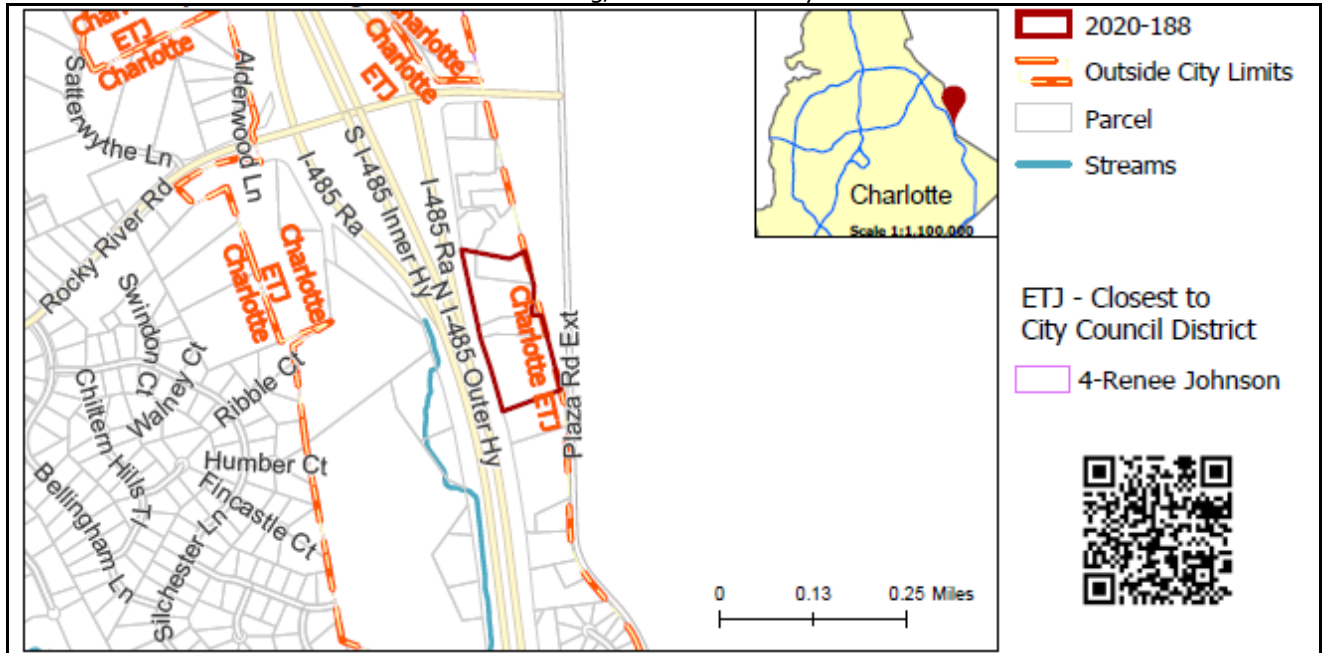 Charlotte
ETJ
Charlotte
Satterwythe Ln
Alderwood Ln
Charlotte
Charlotte
ETJ
Rocky River Rd
I-485 Ra
S I-485 Inner Hy
I-485 Ra
N I-485 Outer Hy
Charlotte
ETJ
Charlotte
Charlotte
ETJ
Plaza Rd Ext
Swindon Ct
Walney Ct
Ribble Ct
Chiltern Hills Tl
Humber Ct
Fincastle Ct
Bellingham Ln
Silchester Ln
0 0.13 0.25 Miles
Charlotte
Scale 1:1,100,000
2020-188
Outside City Limits
Parcel
Streams
ETJ - Closest to
City Council District
4-Renee Johnson